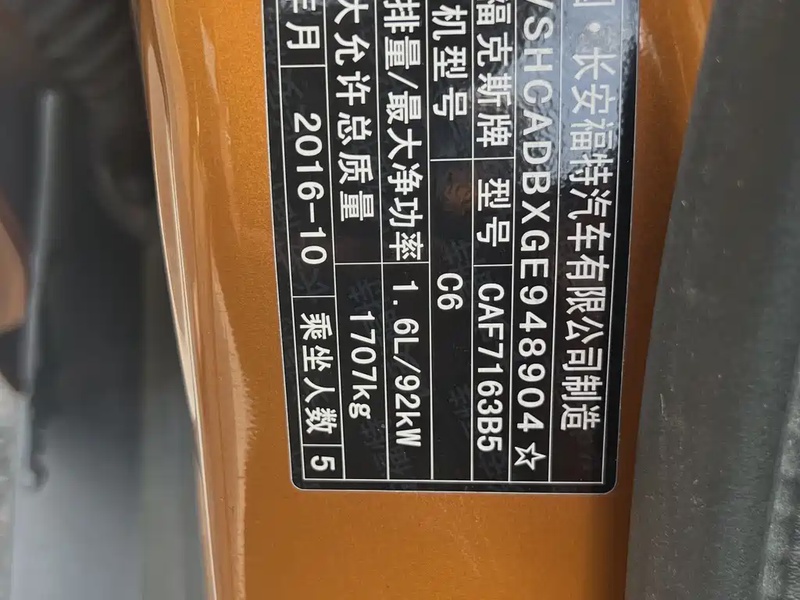 ·长安福特汽车有限公司制造
VSHCADBXGE948904☆
福克斯牌 型号 CAF7163B5
机型号 C6
排量/最大净功率 1.6L/92kW
大允许总质量 1707kg
年月 2016-10 乘坐人数 5